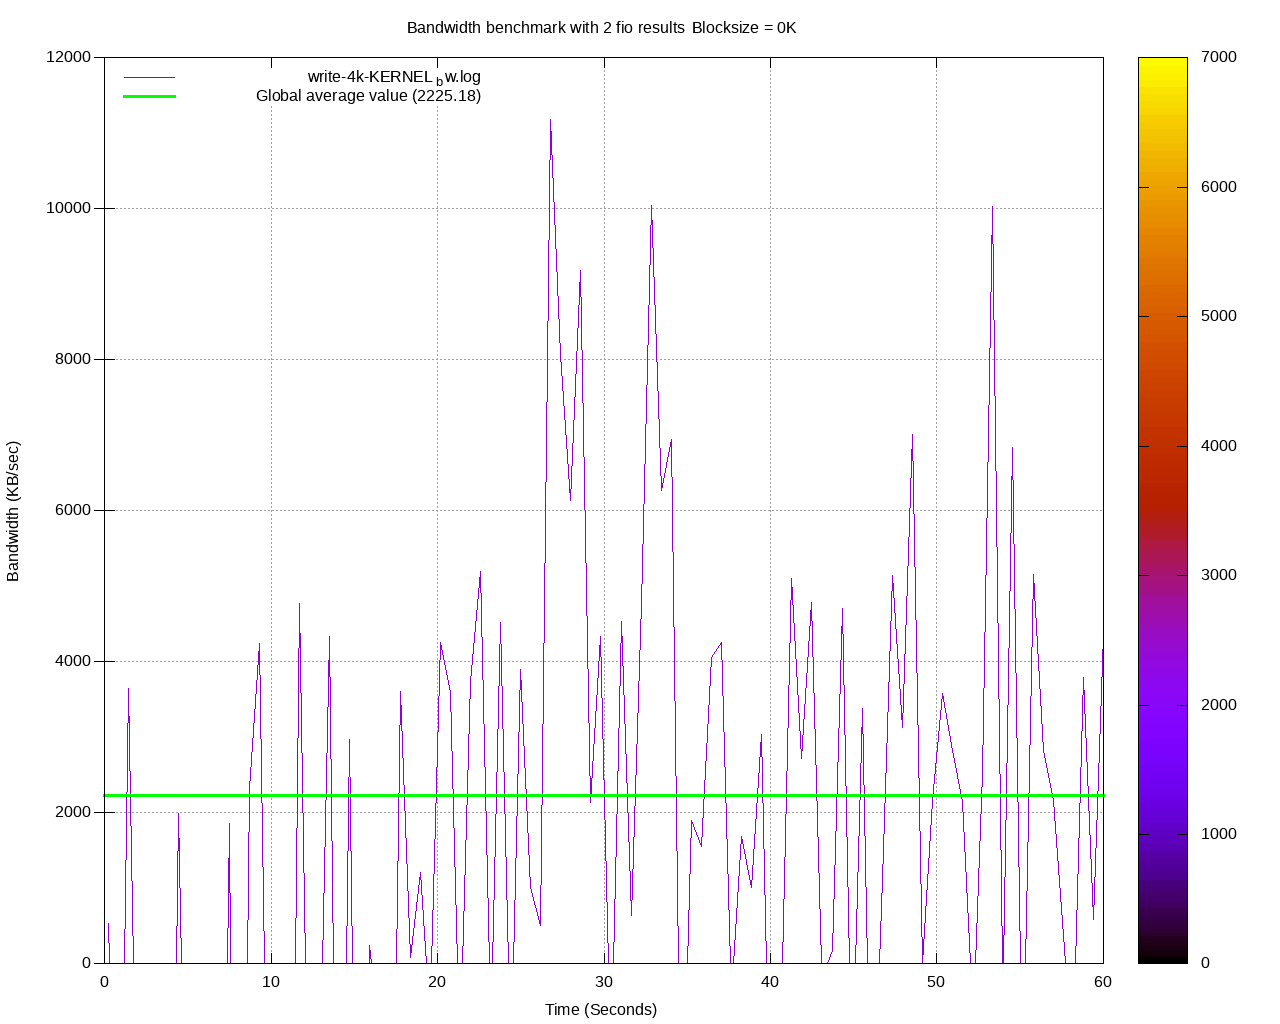 Bandwidth benchmark with 2 fio results Blocksize = 0K
write-4k-KERNEL_bw.log
Global average value (2225.18)
12000
10000
8000
6000
4000
2000
0
Bandwidth (KB/sec)
0 10 20 30 40 50 60
Time (Seconds)
7000
6000
5000
4000
3000
2000
1000
0